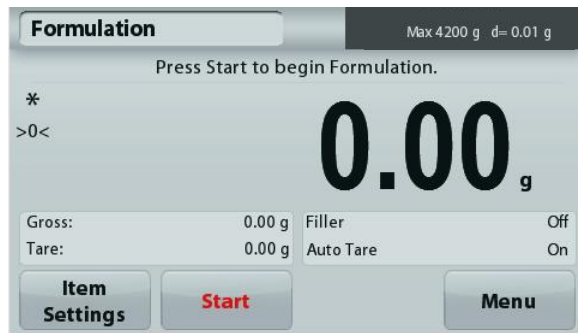 Formulation
Max 4200 g d= 0.01 g
Press Start to begin Formulation.
*
>0<
0.00 g
Gross: 0.00 g Filler Off
Tare: 0.00 g Auto Tare On
Item
Settings
Start
Menu